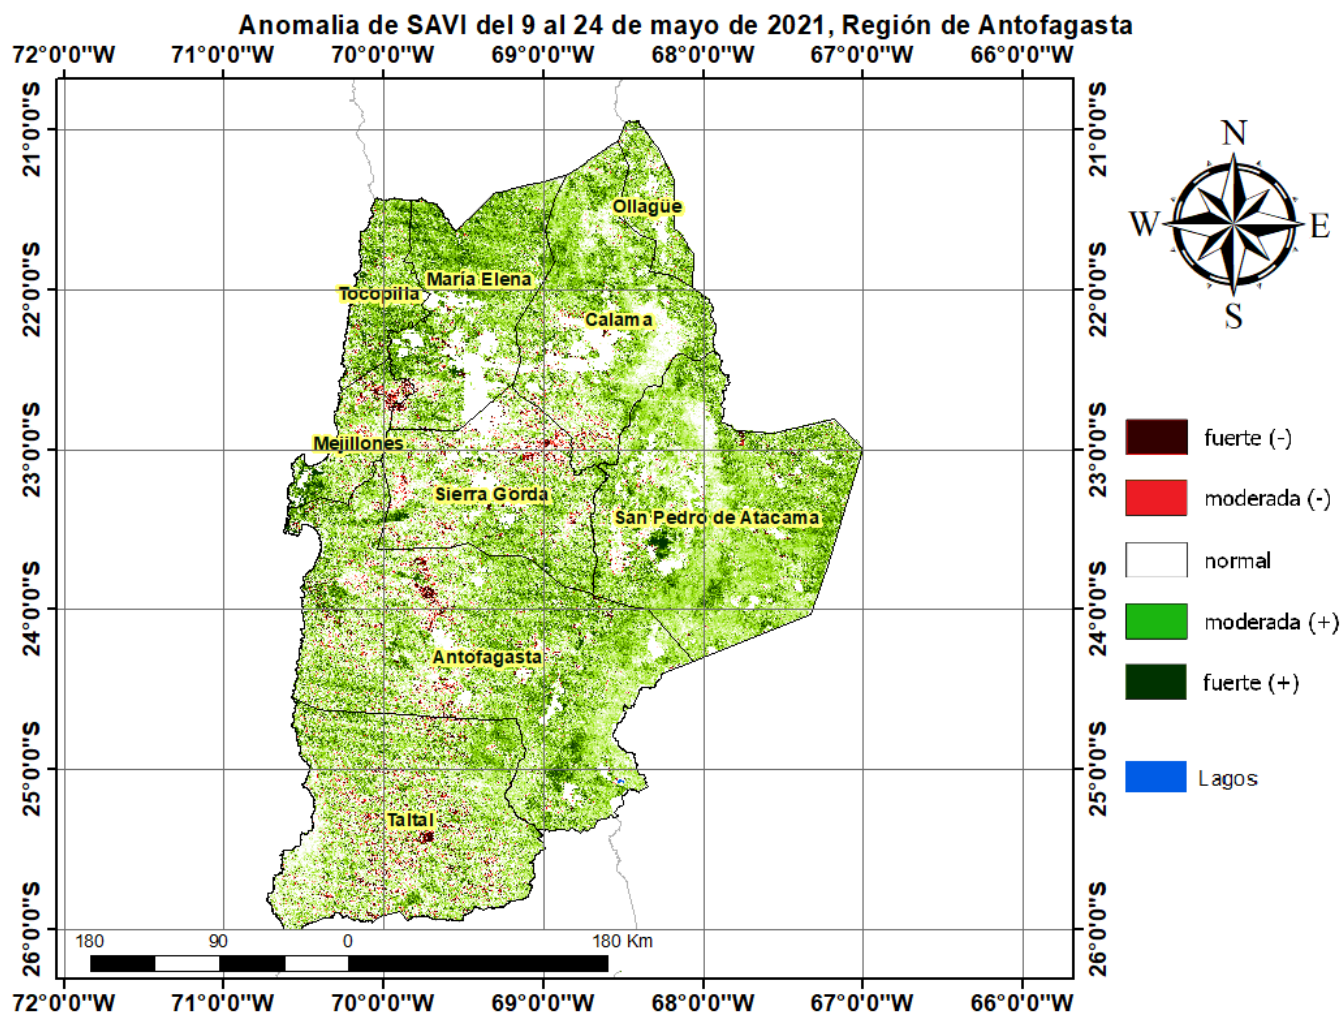 Anomalia de SAVI del 9 al 24 de mayo de 2021, Región de Antofagasta
72°0'0"W 71°0'0"W 70°0'0"W 69°0'0"W 68°0'0"W 67°0'0"W 66°0'0"W
21°0'0"S
22°0'0"S
23°0'0"S
24°0'0"S
25°0'0"S
26°0'0"S
Ollagüe
María Elena
Tocopilla
Calama
Mejillones
Sierra Gorda
San Pedro de Atacama
Antofagasta
Taltal
180 90 0 180 Km
21°0'0"S
22°0'0"S
23°0'0"S
24°0'0"S
25°0'0"S
26°0'0"S
N
W E
S
fuerte (-)
moderada (-)
normal
moderada (+)
fuerte (+)
Lagos
72°0'0"W 71°0'0"W 70°0'0"W 69°0'0"W 68°0'0"W 67°0'0"W 66°0'0"W